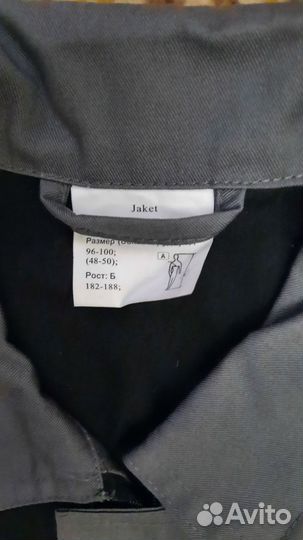 Jaket
Размер
96-100;
(48-50);
A
Рост: Б
182-188;
Avito